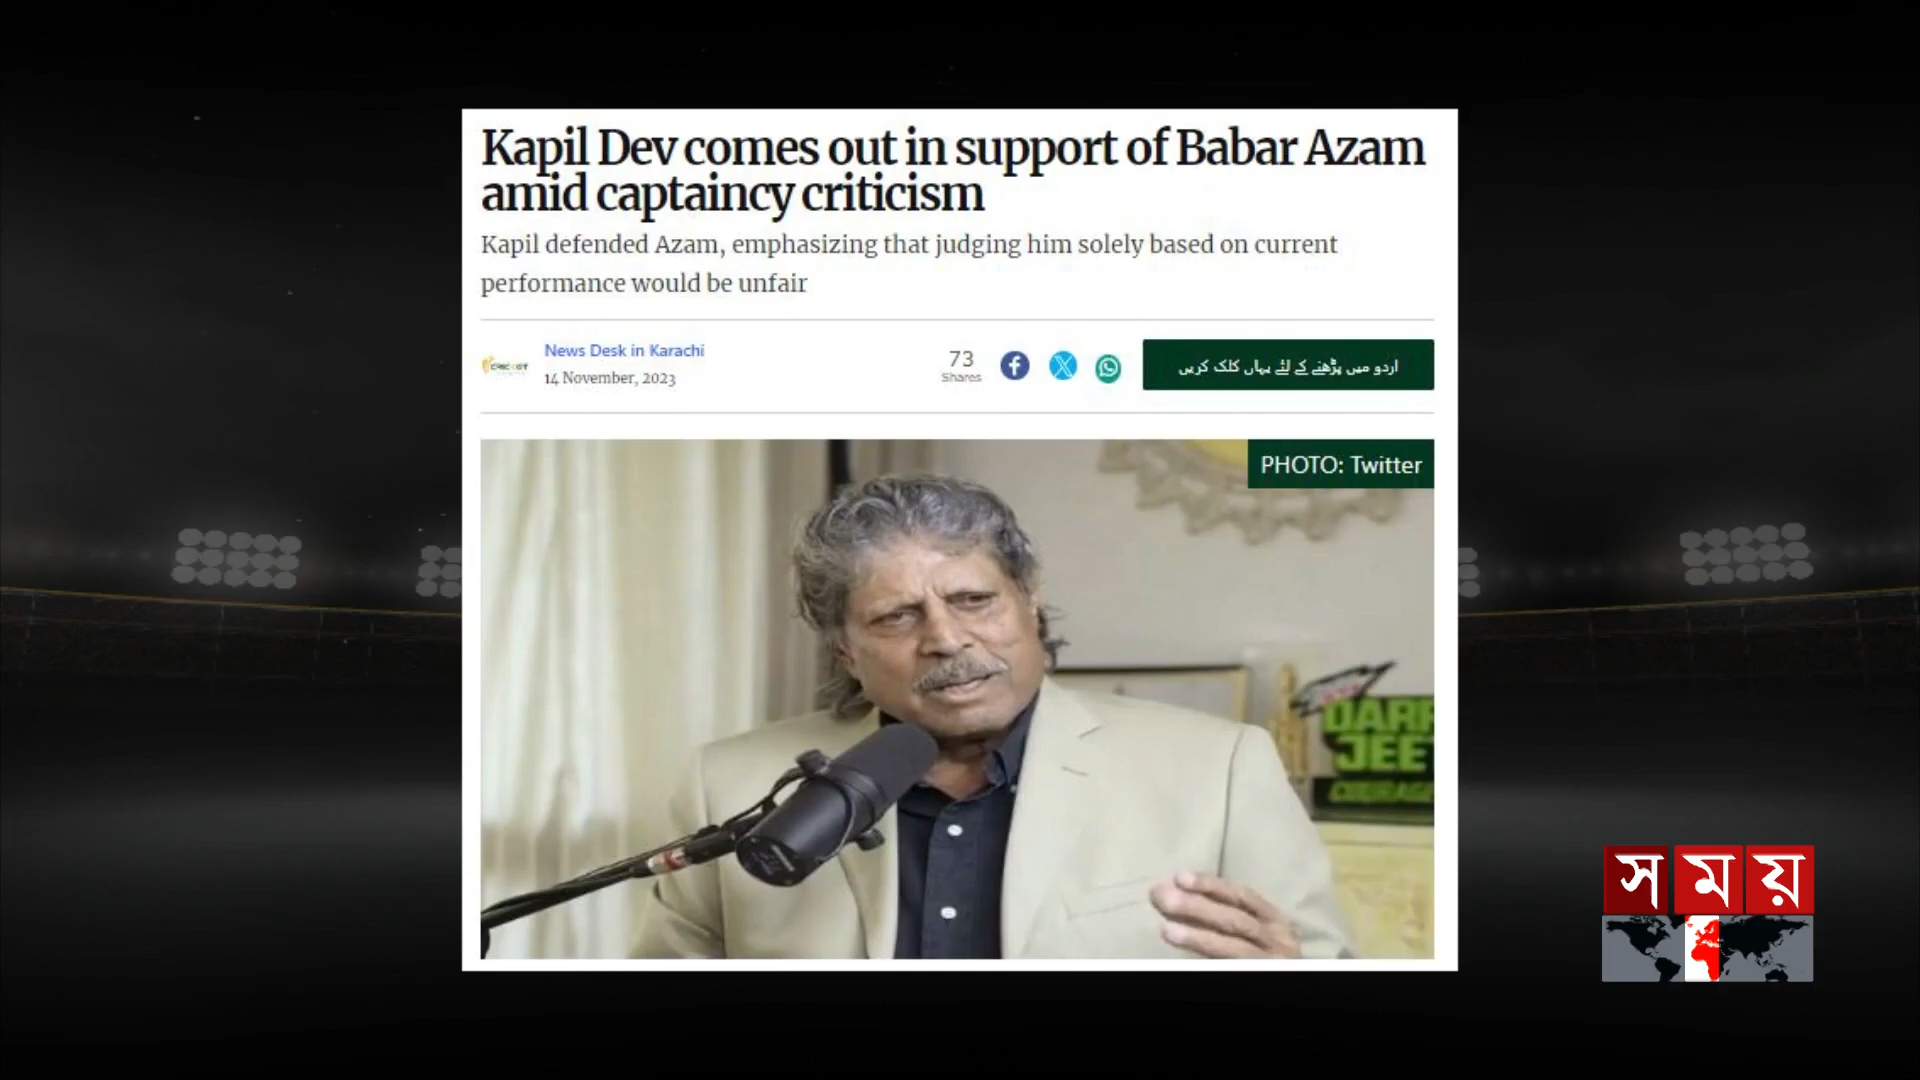 Kapil Dev comes out in support of Babar Azam
amid captaincy criticism
Kapil defended Azam, emphasizing that judging him solely based on current
performance would be unfair
News Desk in Karachi
14 November, 2023
73
Shares
اردو میں پڑھنے کے لئے یہاں کلک کریں
PHOTO: Twitter
JEE
COURAGE
সময়